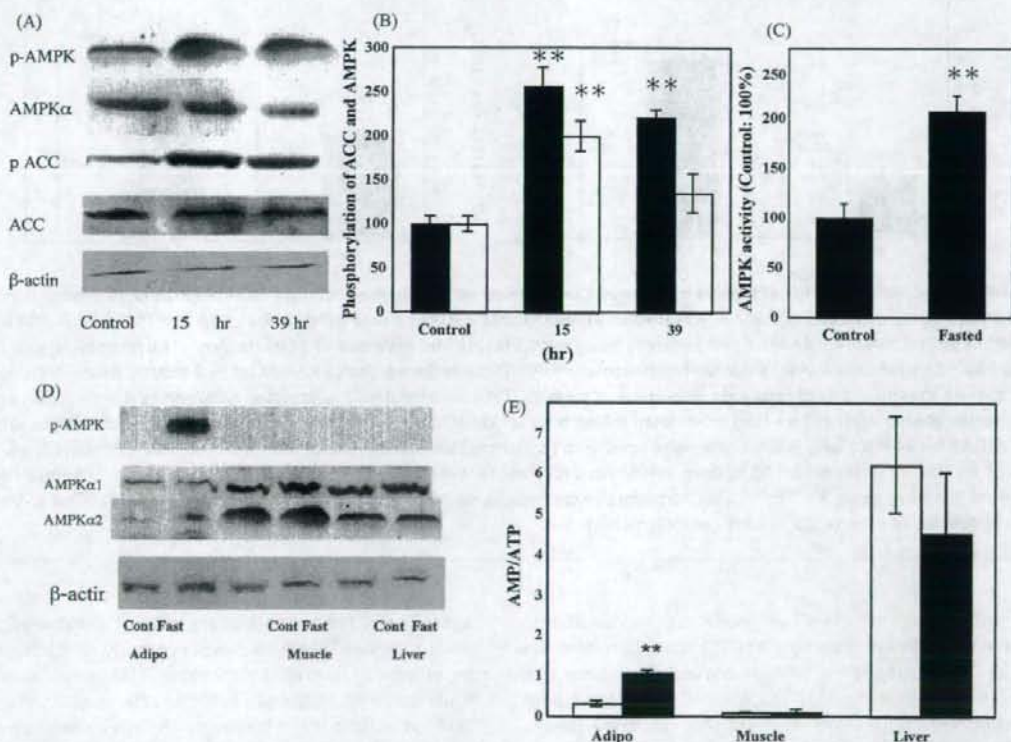 (A)
p-AMPK
AMPKα
p ACC
ACC
β-actin
Control 15 hr 39 hr
(B)
Phosphorylation of ACC and AMPK
300
250
200
150
100
50
0
** ** **
Control 15 39
(hr)
(C)
AMPK activity (Control: 100%)
250
200
150
100
50
0
**
Control Fasted
(D)
p-AMPK
AMPKα1
AMPKα2
β-actin
Cont Fast Cont Fast Cont Fast
Adipo Muscle Liver
(E)
AMP/ATP
7
6
5
4
3
2
1
0
**
Adipo Muscle Liver